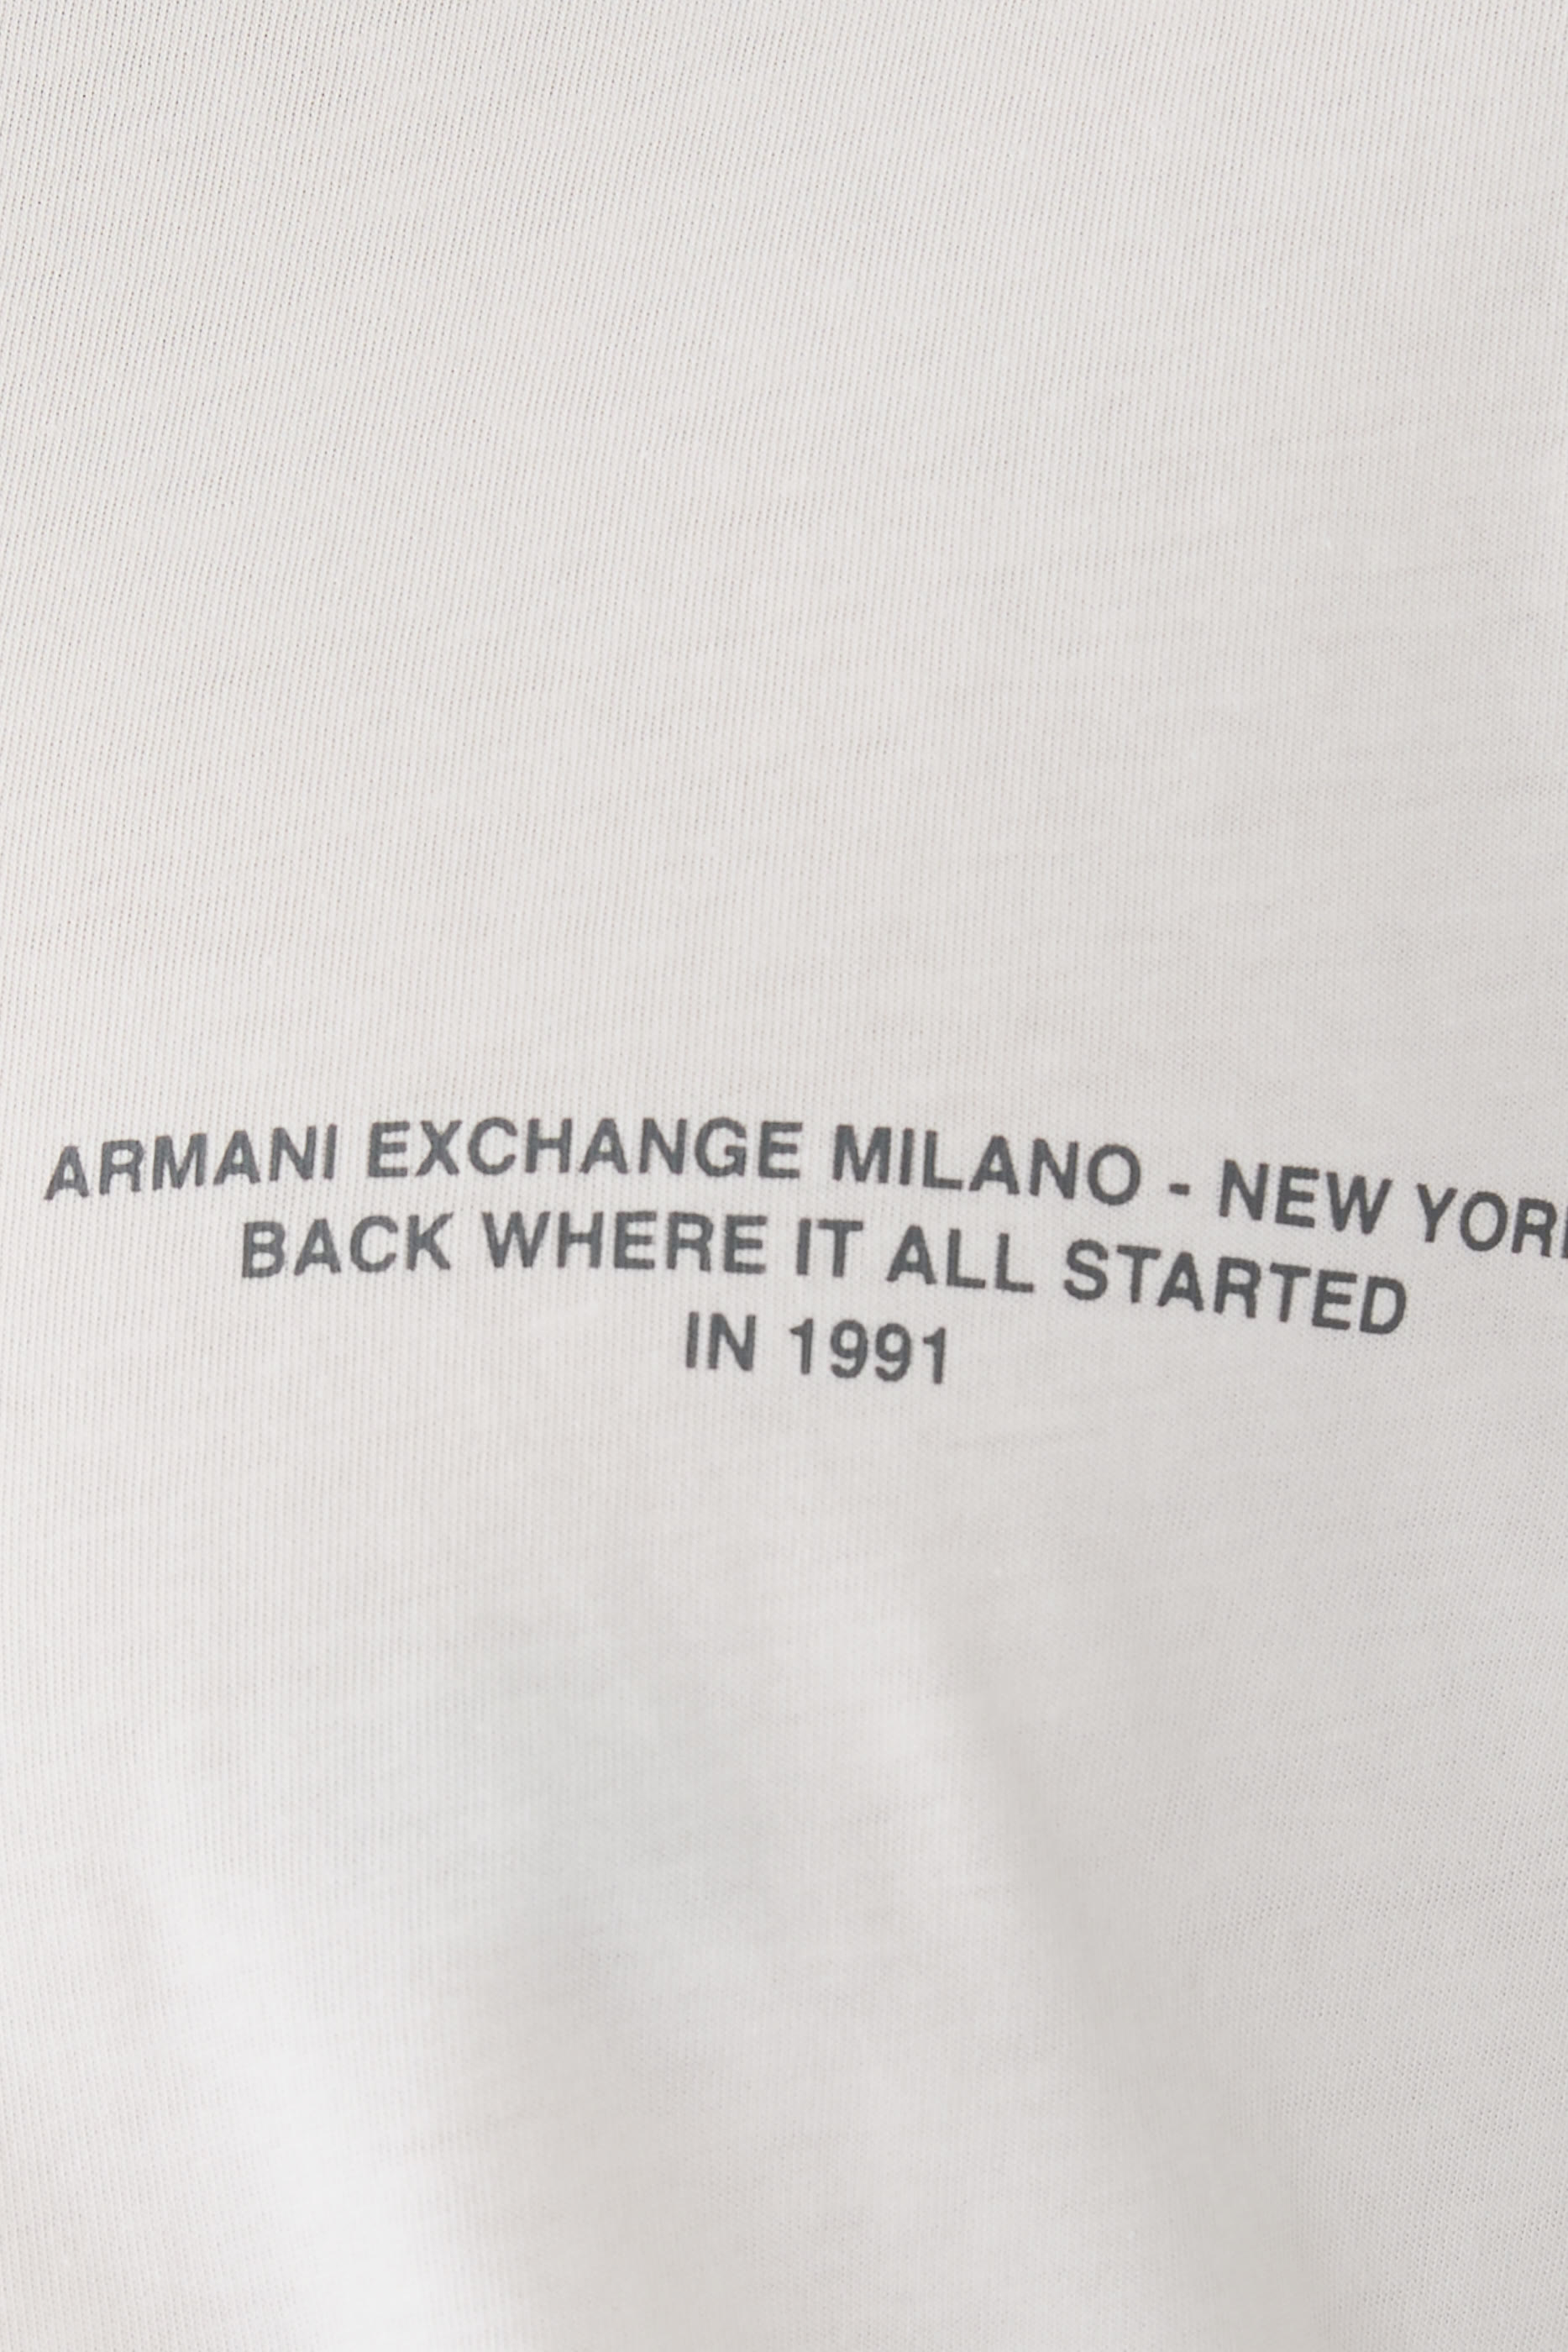 ARMANI EXCHANGE MILANO - NEW YOR
BACK WHERE IT ALL STARTED
IN 1991